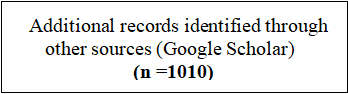 Additional records identified through
other sources (Google Scholar)
(n =1010)